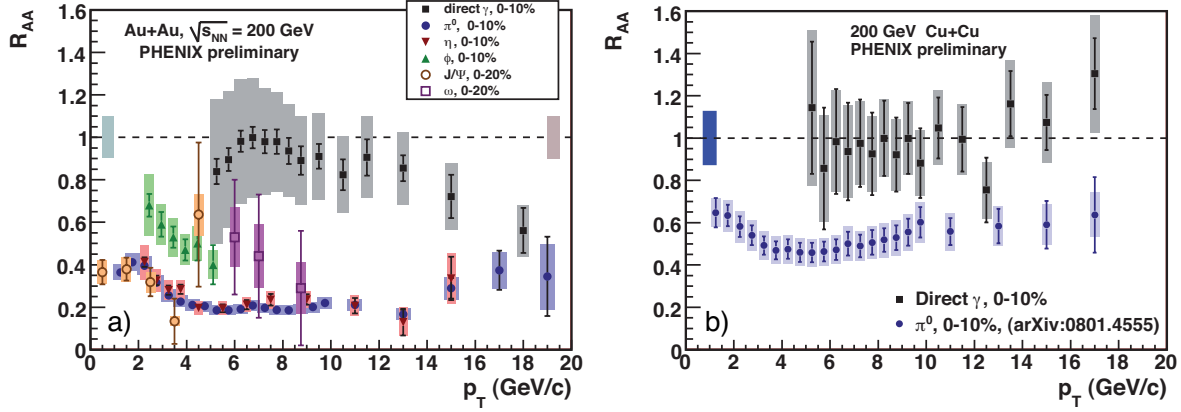 R_AA
1.6
1.4
1.2
1
0.8
0.6
0.4
0.2
0
Au+Au, √s_NN = 200 GeV
PHENIX preliminary
direct γ, 0-10%
π⁰, 0-10%
η, 0-10%
φ, 0-10%
J/Ψ, 0-20%
ω, 0-20%
a)
0 2 4 6 8 10 12 14 16 18 20
p_T (GeV/c)
R_AA
1.6
1.4
1.2
1
0.8
0.6
0.4
0.2
0
200 GeV Cu+Cu
PHENIX preliminary
Direct γ, 0-10%
π⁰, 0-10%, (arXiv:0801.4555)
b)
0 2 4 6 8 10 12 14 16 18 20
p_T (GeV/c)